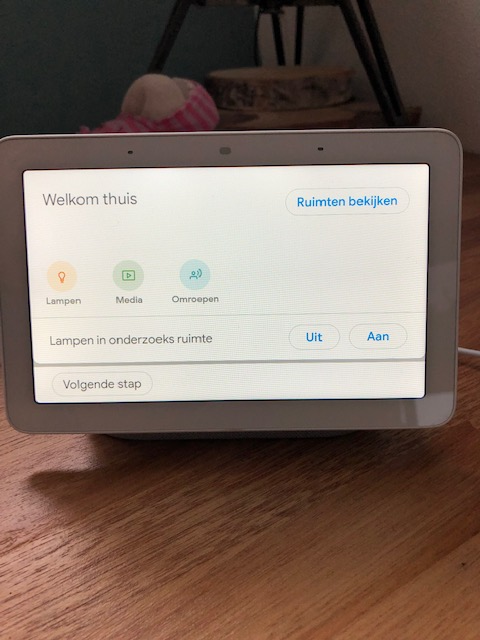 Welkom thuis
Ruimten bekijken
Lampen
Media
Omroepen
Lampen in onderzoeks ruimte
Uit
Aan
Volgende stap